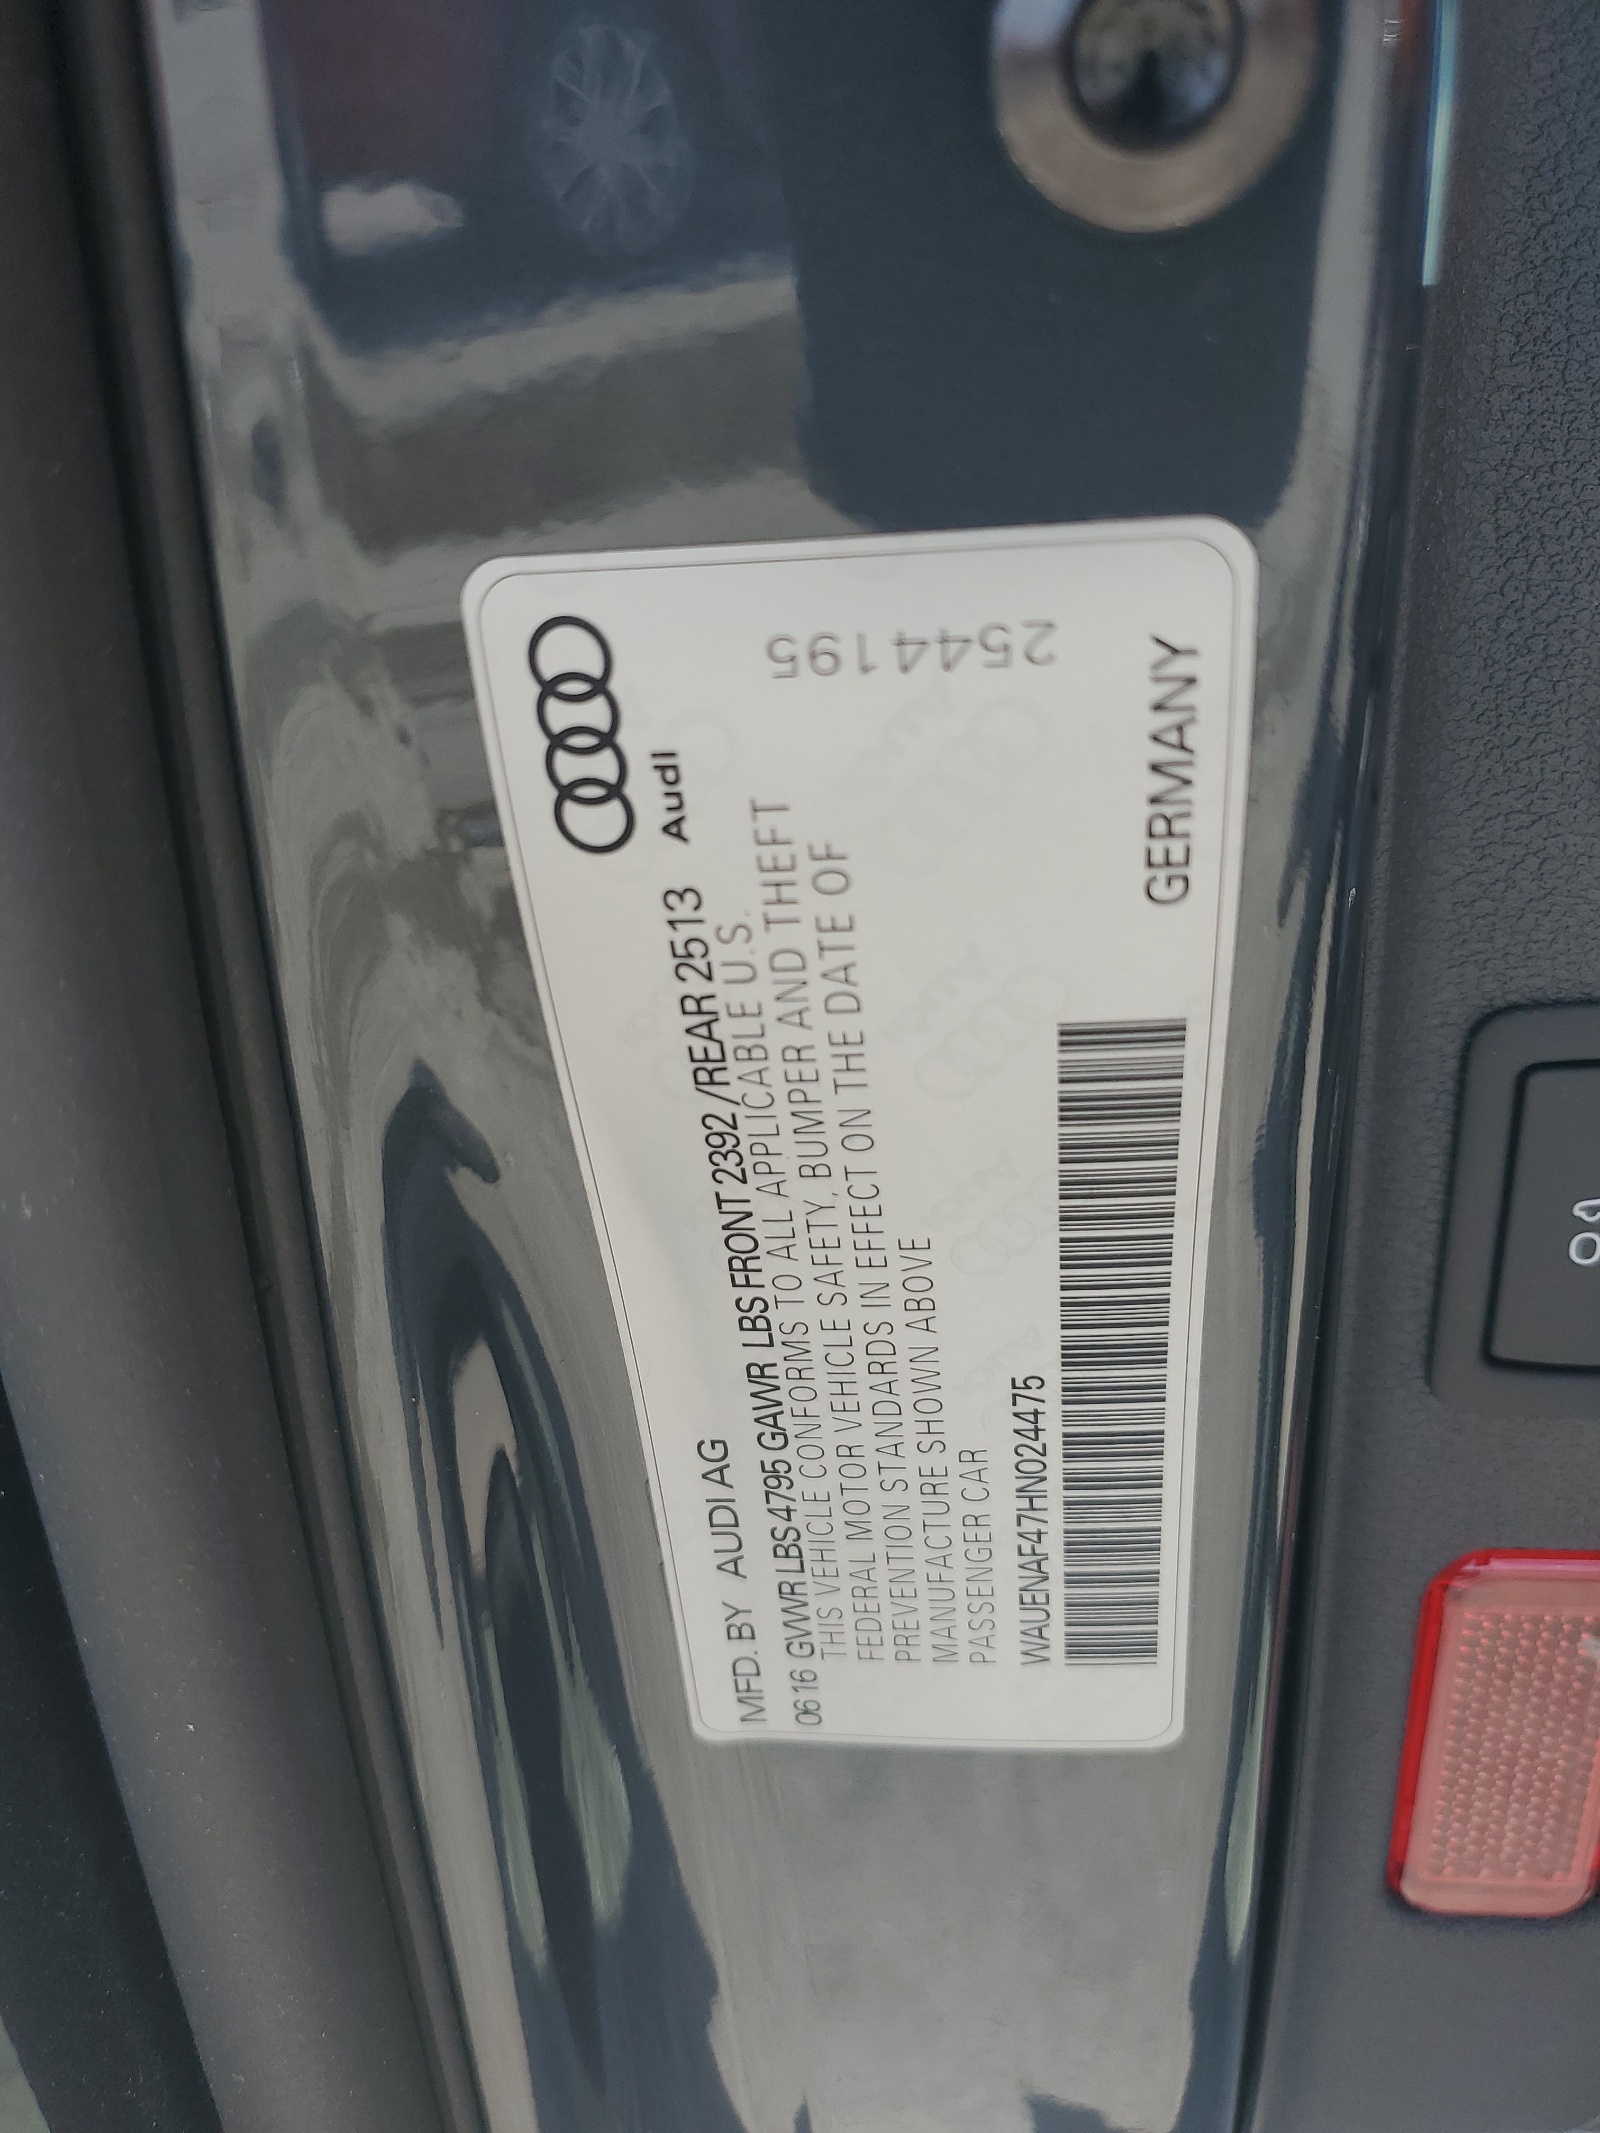 Audi
MFD. BY AUDI AG
0616 GVWR LBS 4795 GAWR LBS FRONT 2392 /REAR 2513
THIS VEHICLE CONFORMS TO ALL APPLICABLE U.S.
FEDERAL MOTOR VEHICLE SAFETY, BUMPER AND THEFT
PREVENTION STANDARDS IN EFFECT ON THE DATE OF
MANUFACTURE SHOWN ABOVE
PASSENGER CAR
WAUENAF47HN024475
GERMANY
2544195